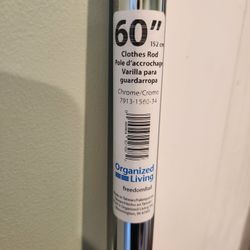 60"
152 cm
Clothes Rod
Pole d'accrochage
Varilla para
guardarropa
Chrome/Cromo
7913-1560-34
Organized
Living
freedomRail